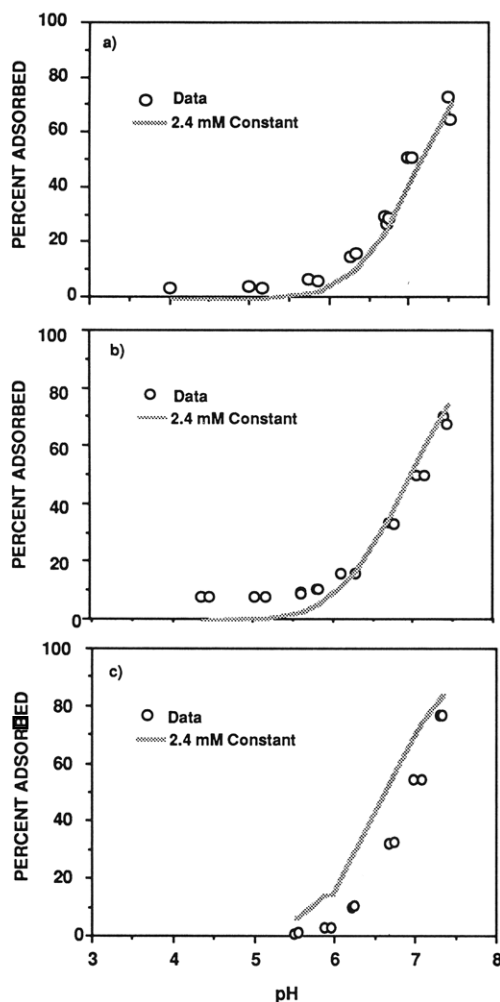 100
a)
80
Data
2.4 mM Constant
60
40
20
0
PERCENT ADSORBED
100
b)
80
Data
2.4 mM Constant
60
40
20
0
PERCENT ADSORBED
100
c)
80
Data
2.4 mM Constant
60
40
20
0
PERCENT ADSORBED
3 4 5 6 7 8
pH